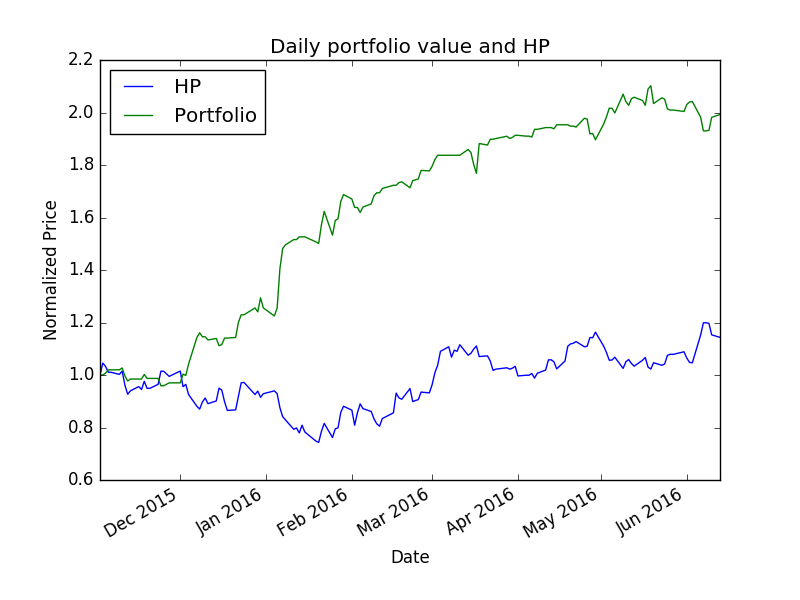 Daily portfolio value and HP
HP
Portfolio
2.2
2.0
1.8
1.6
1.4
1.2
1.0
0.8
0.6
Normalized Price
Dec 2015
Jan 2016
Feb 2016
Mar 2016
Apr 2016
May 2016
Jun 2016
Date